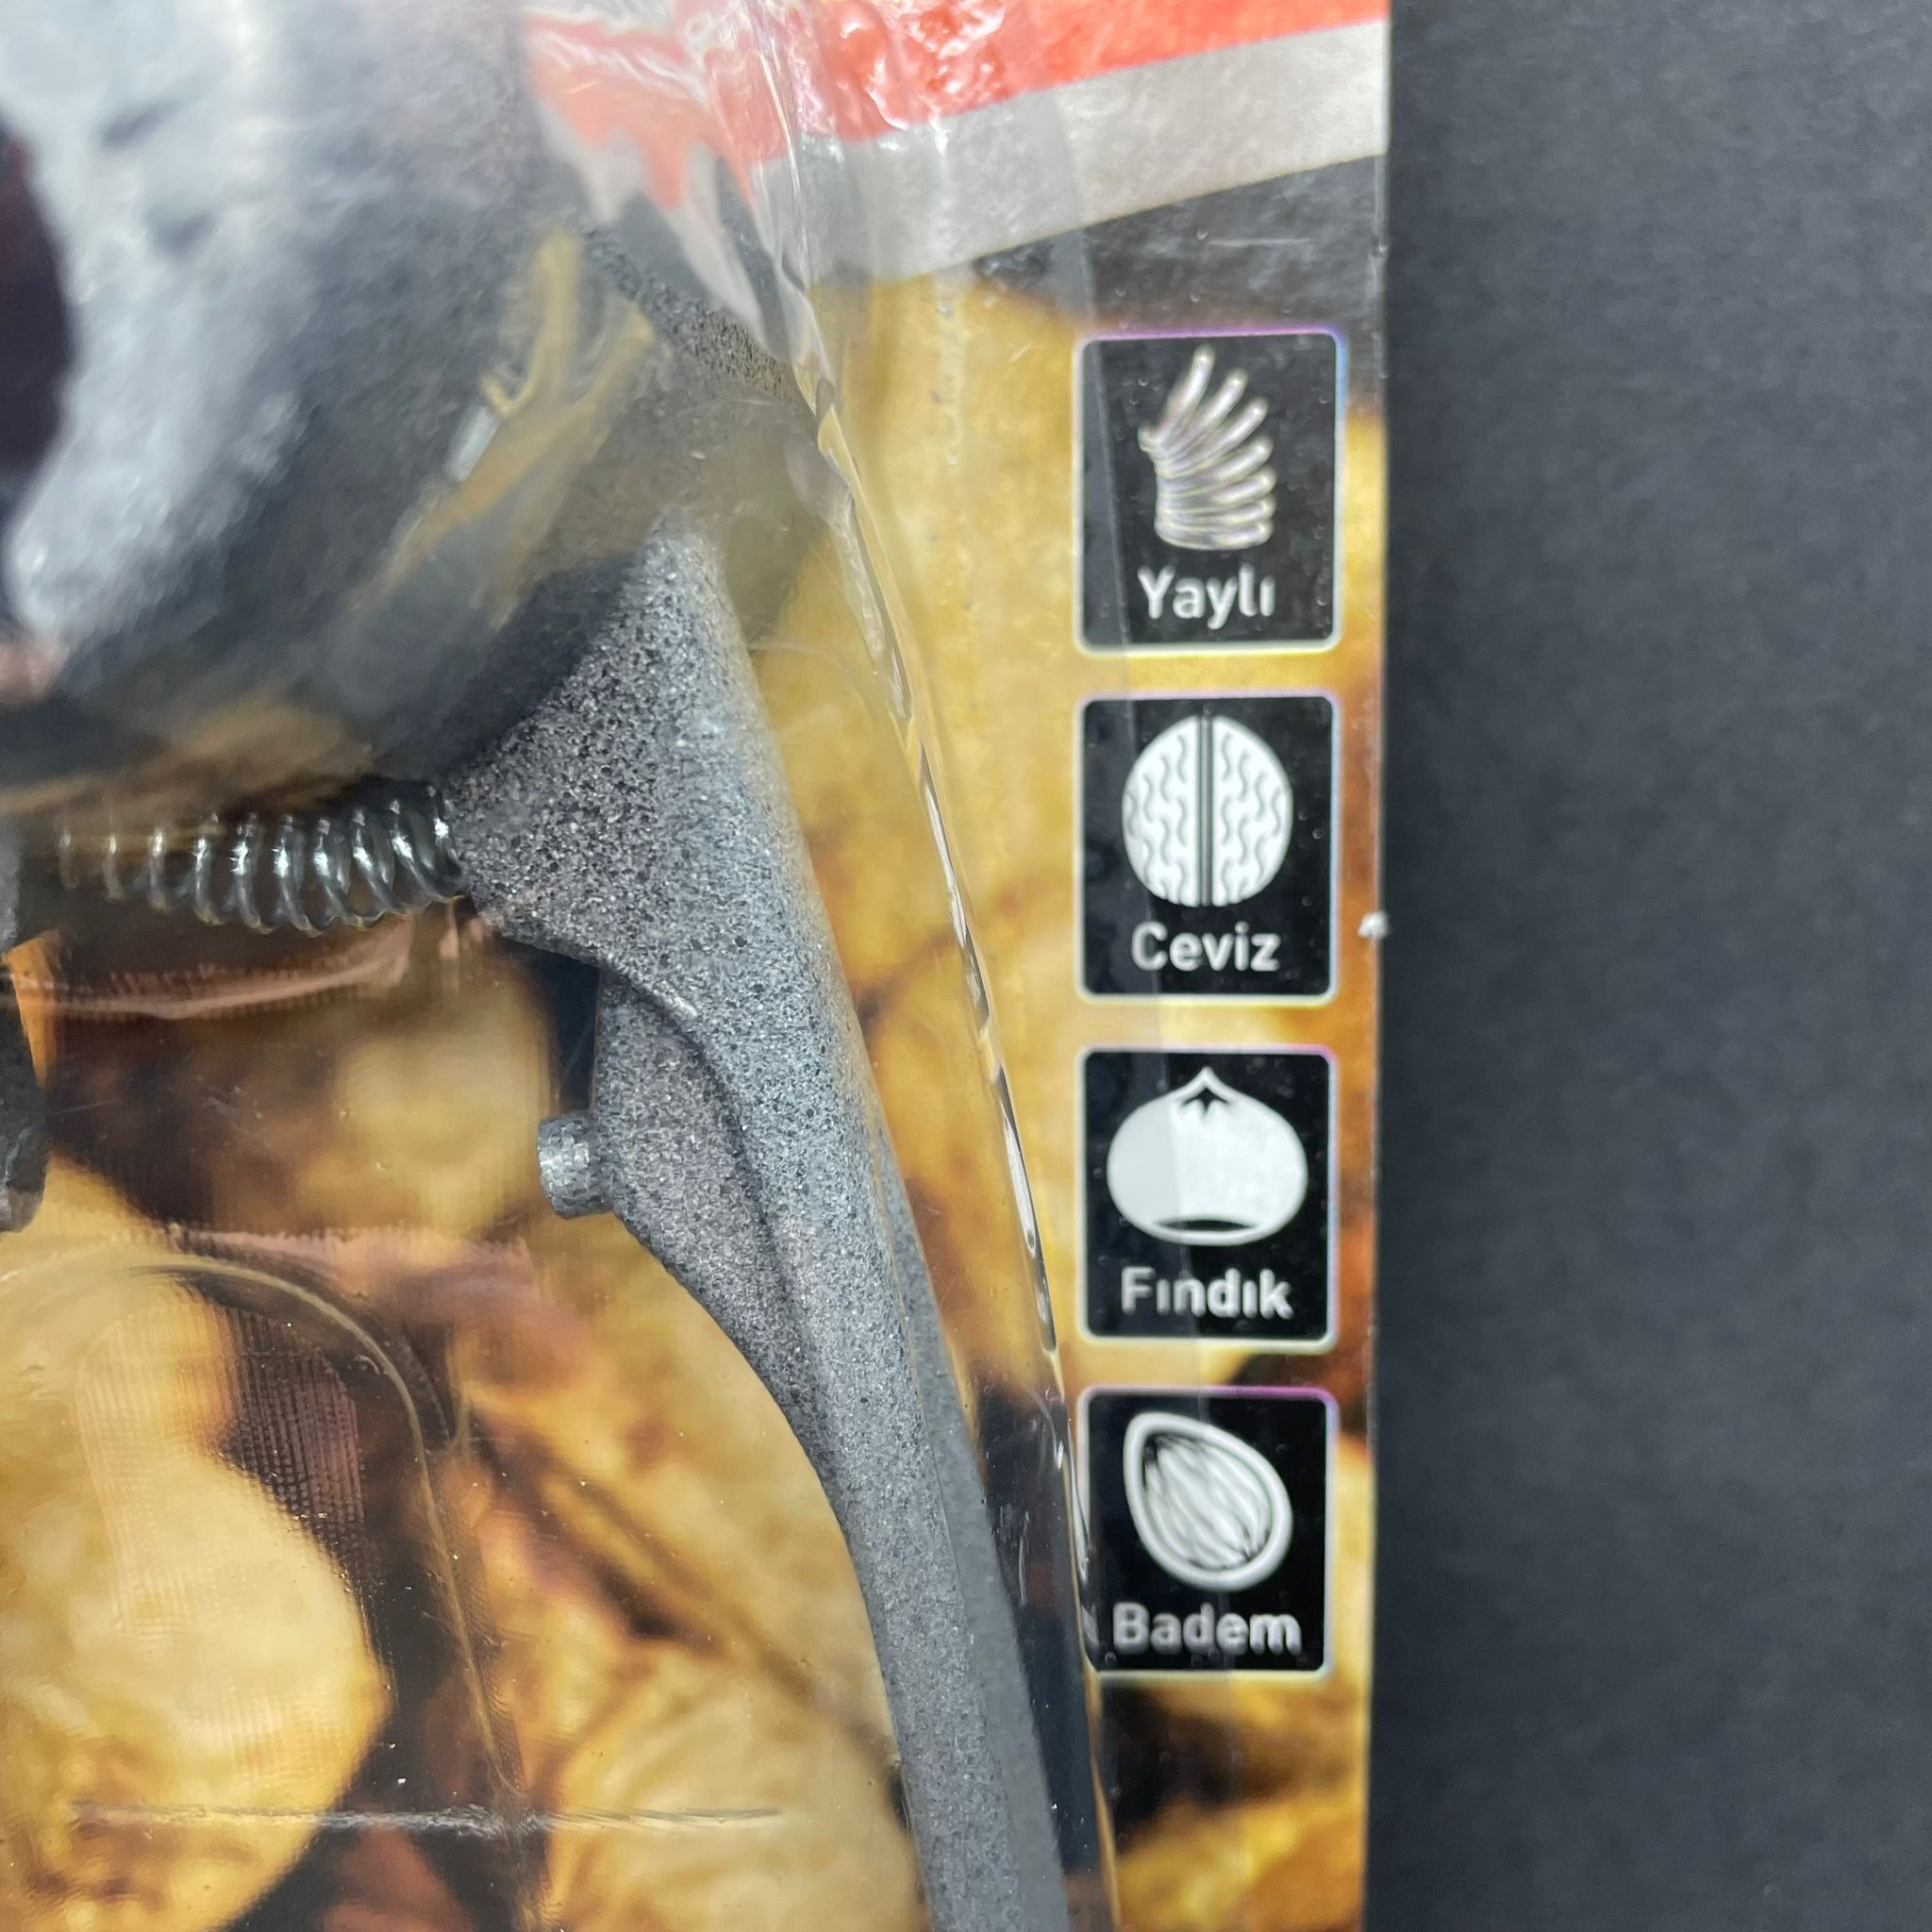 Yaylı
Ceviz
Fındık
Badem